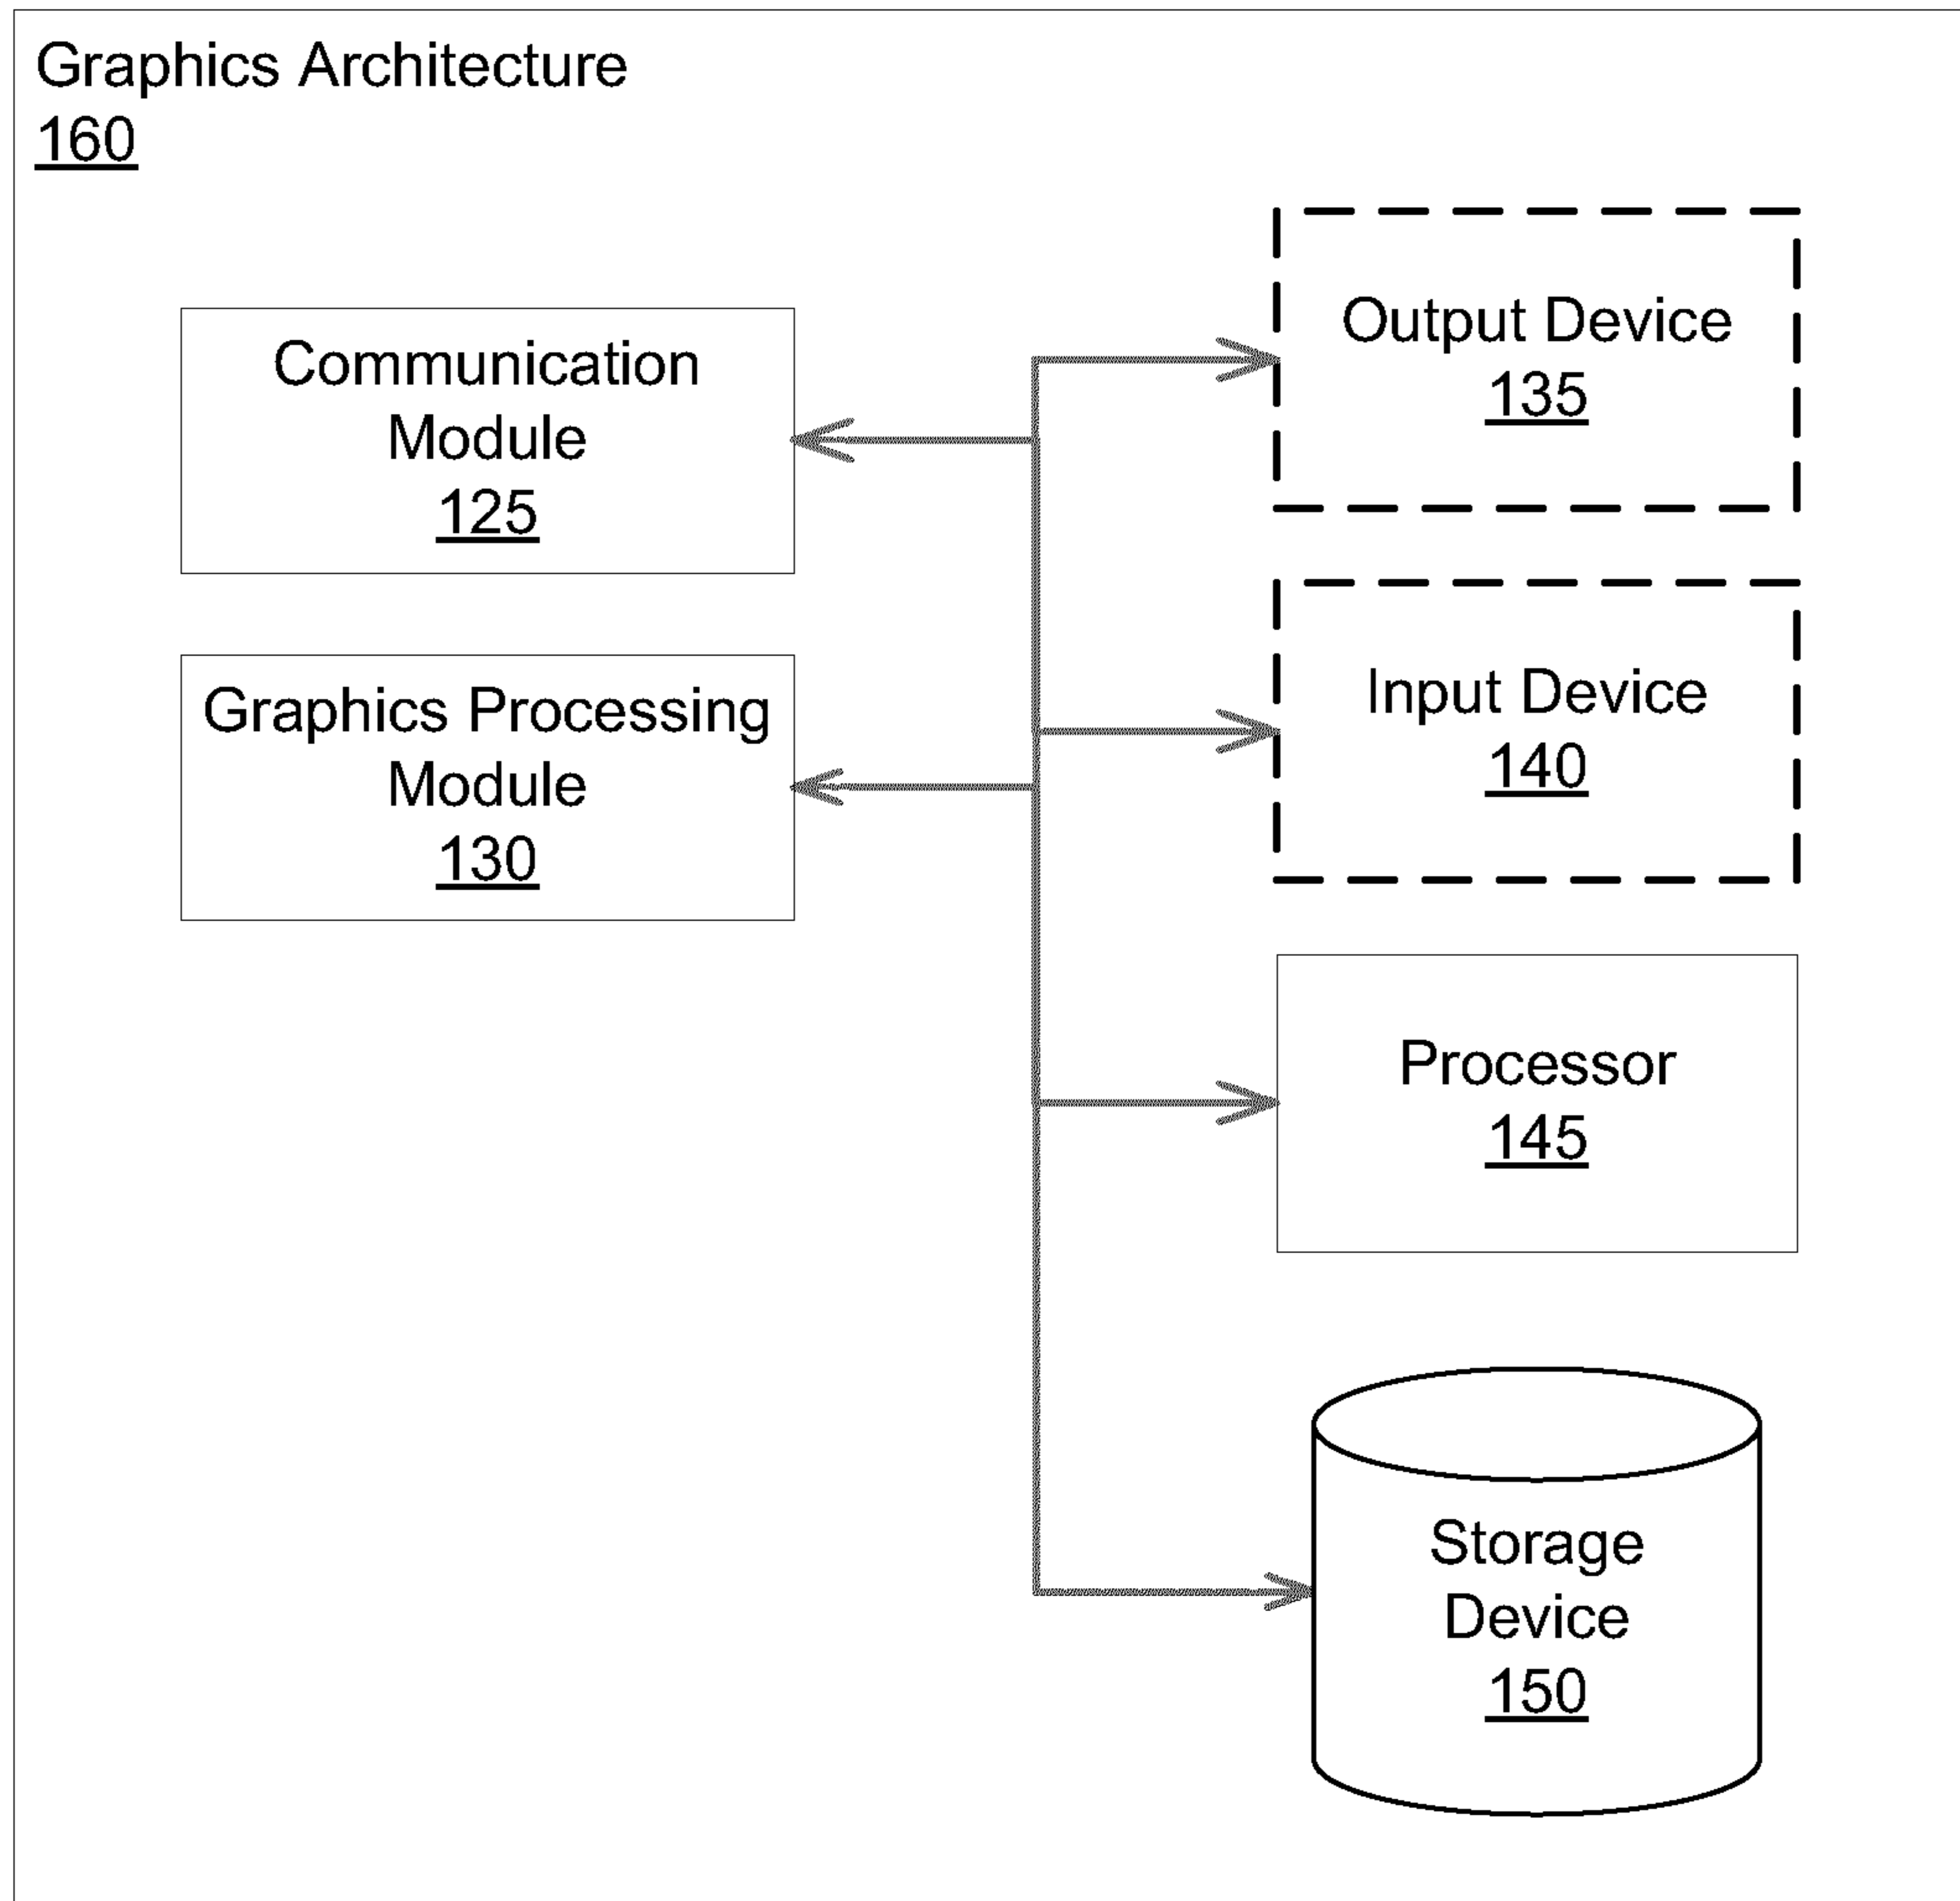 Graphics Architecture
160
Communication
Module
125
Graphics Processing
Module
130
Output Device
135
Input Device
140
Processor
145
Storage
Device
150